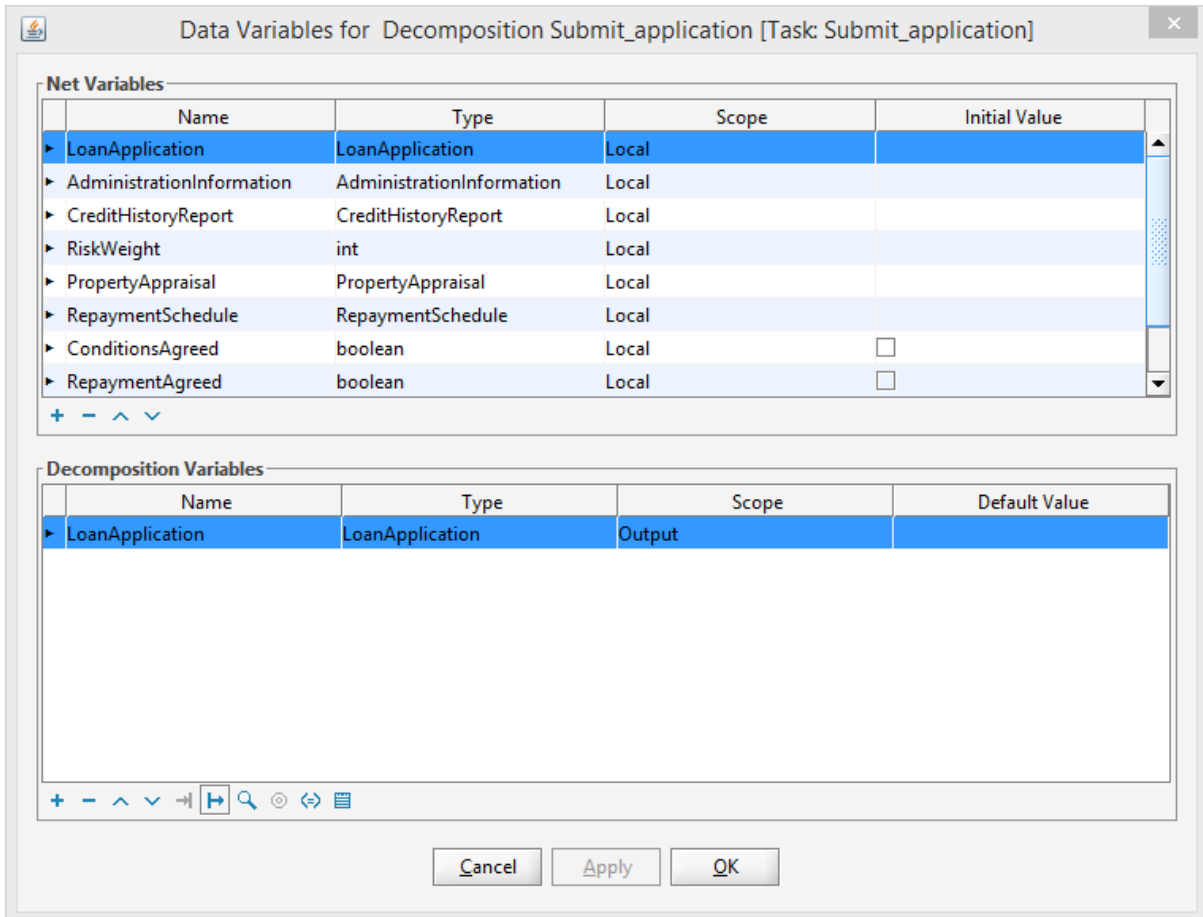 Data Variables for Decomposition Submit_application [Task: Submit_application]
Net Variables
Name Type Scope Initial Value
LoanApplication LoanApplication Local
AdministrationInformation AdministrationInformation Local
CreditHistoryReport CreditHistoryReport Local
RiskWeight int Local
PropertyAppraisal PropertyAppraisal Local
RepaymentSchedule RepaymentSchedule Local
ConditionsAgreed boolean Local
RepaymentAgreed boolean Local
Decomposition Variables
Name Type Scope Default Value
LoanApplication LoanApplication Output
Cancel Apply OK